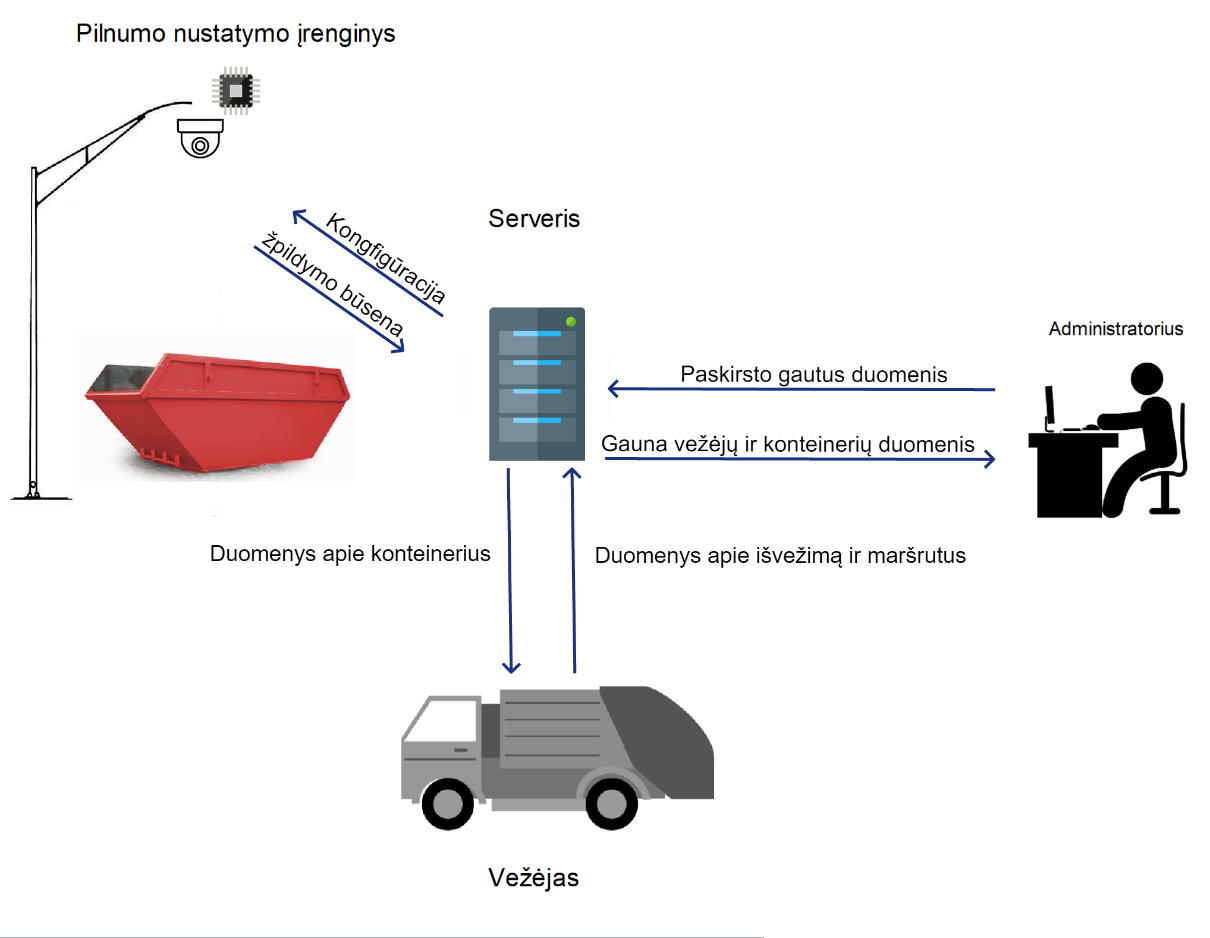 Pilnumo nustatymo įrenginys
Serveris
Kongfigūracija
žpildymo būsena
Administratorius
Paskirsto gautus duomenis
Gauna vežėjų ir konteinerių duomenis
Duomenys apie konteinerius
Duomenys apie išvežimą ir maršrutus
Vežėjas